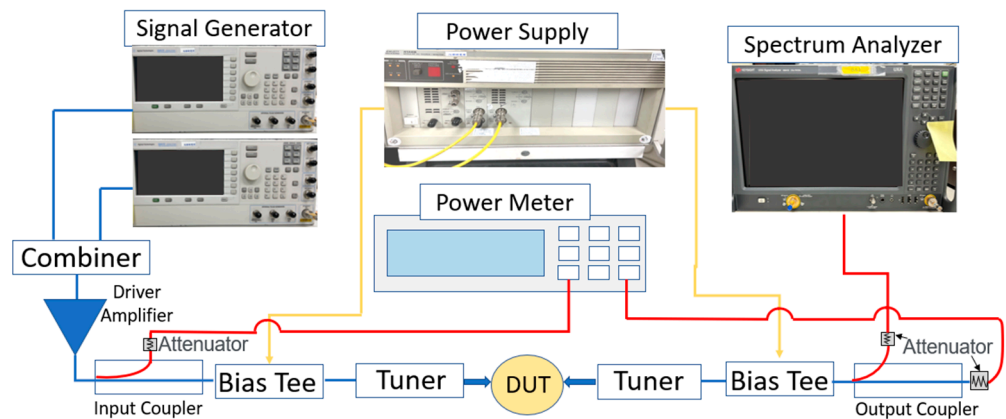 Signal Generator
Power Supply
Spectrum Analyzer
Power Meter
Combiner
Driver
Amplifier
Attenuator
Attenuator
Bias Tee
Tuner
DUT
Tuner
Bias Tee
Input Coupler
Output Coupler